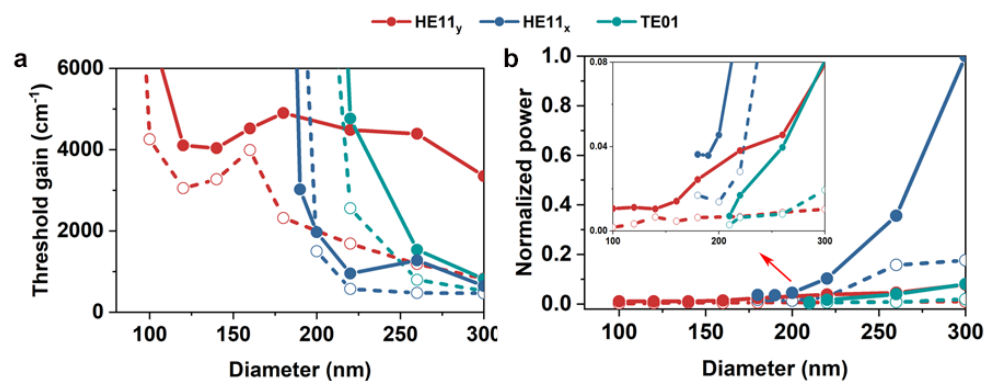 HE11y HE11x TE01
a
6000
4000
2000
0
Threshold gain (cm⁻¹)
100 150 200 250 300
Diameter (nm)
b
1.0
0.8
0.6
0.4
0.2
0.0
Normalized power
0.08
0.04
0.00
100 200 300
100 150 200 250 300
Diameter (nm)